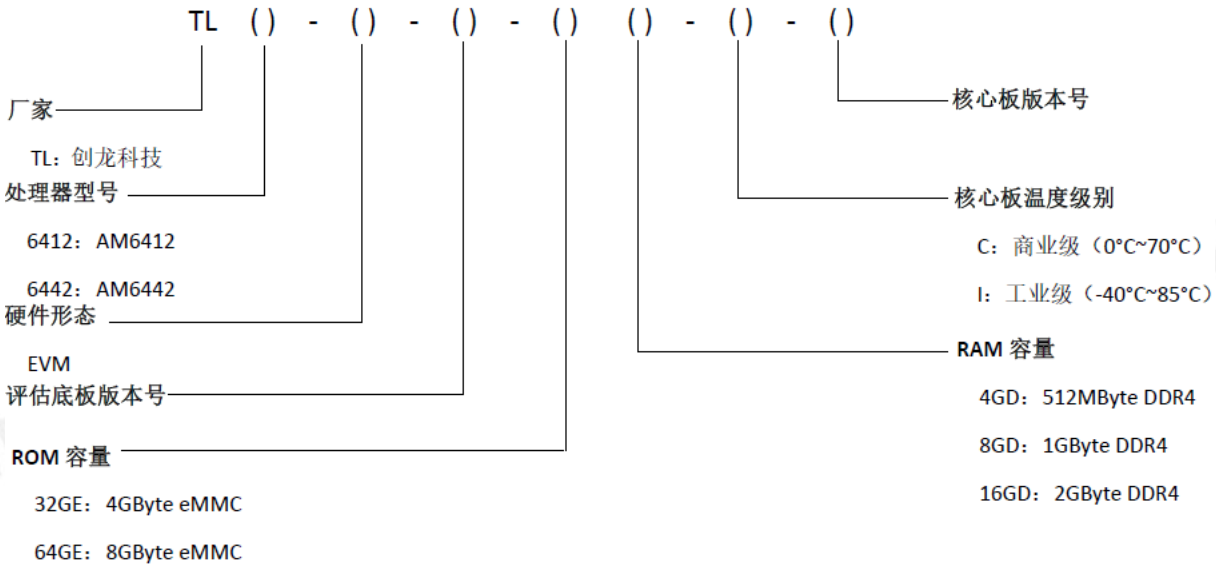 TL () - () - () - () () - () - ()
厂家
TL：创龙科技
处理器型号
6412：AM6412
6442：AM6442
硬件形态
EVM
评估底板版本号
ROM 容量
32GE：4GByte eMMC
64GE：8GByte eMMC
核心板版本号
核心板温度级别
C：商业级（0°C~70°C）
I：工业级（-40°C~85°C）
RAM 容量
4GD：512MByte DDR4
8GD：1GByte DDR4
16GD：2GByte DDR4